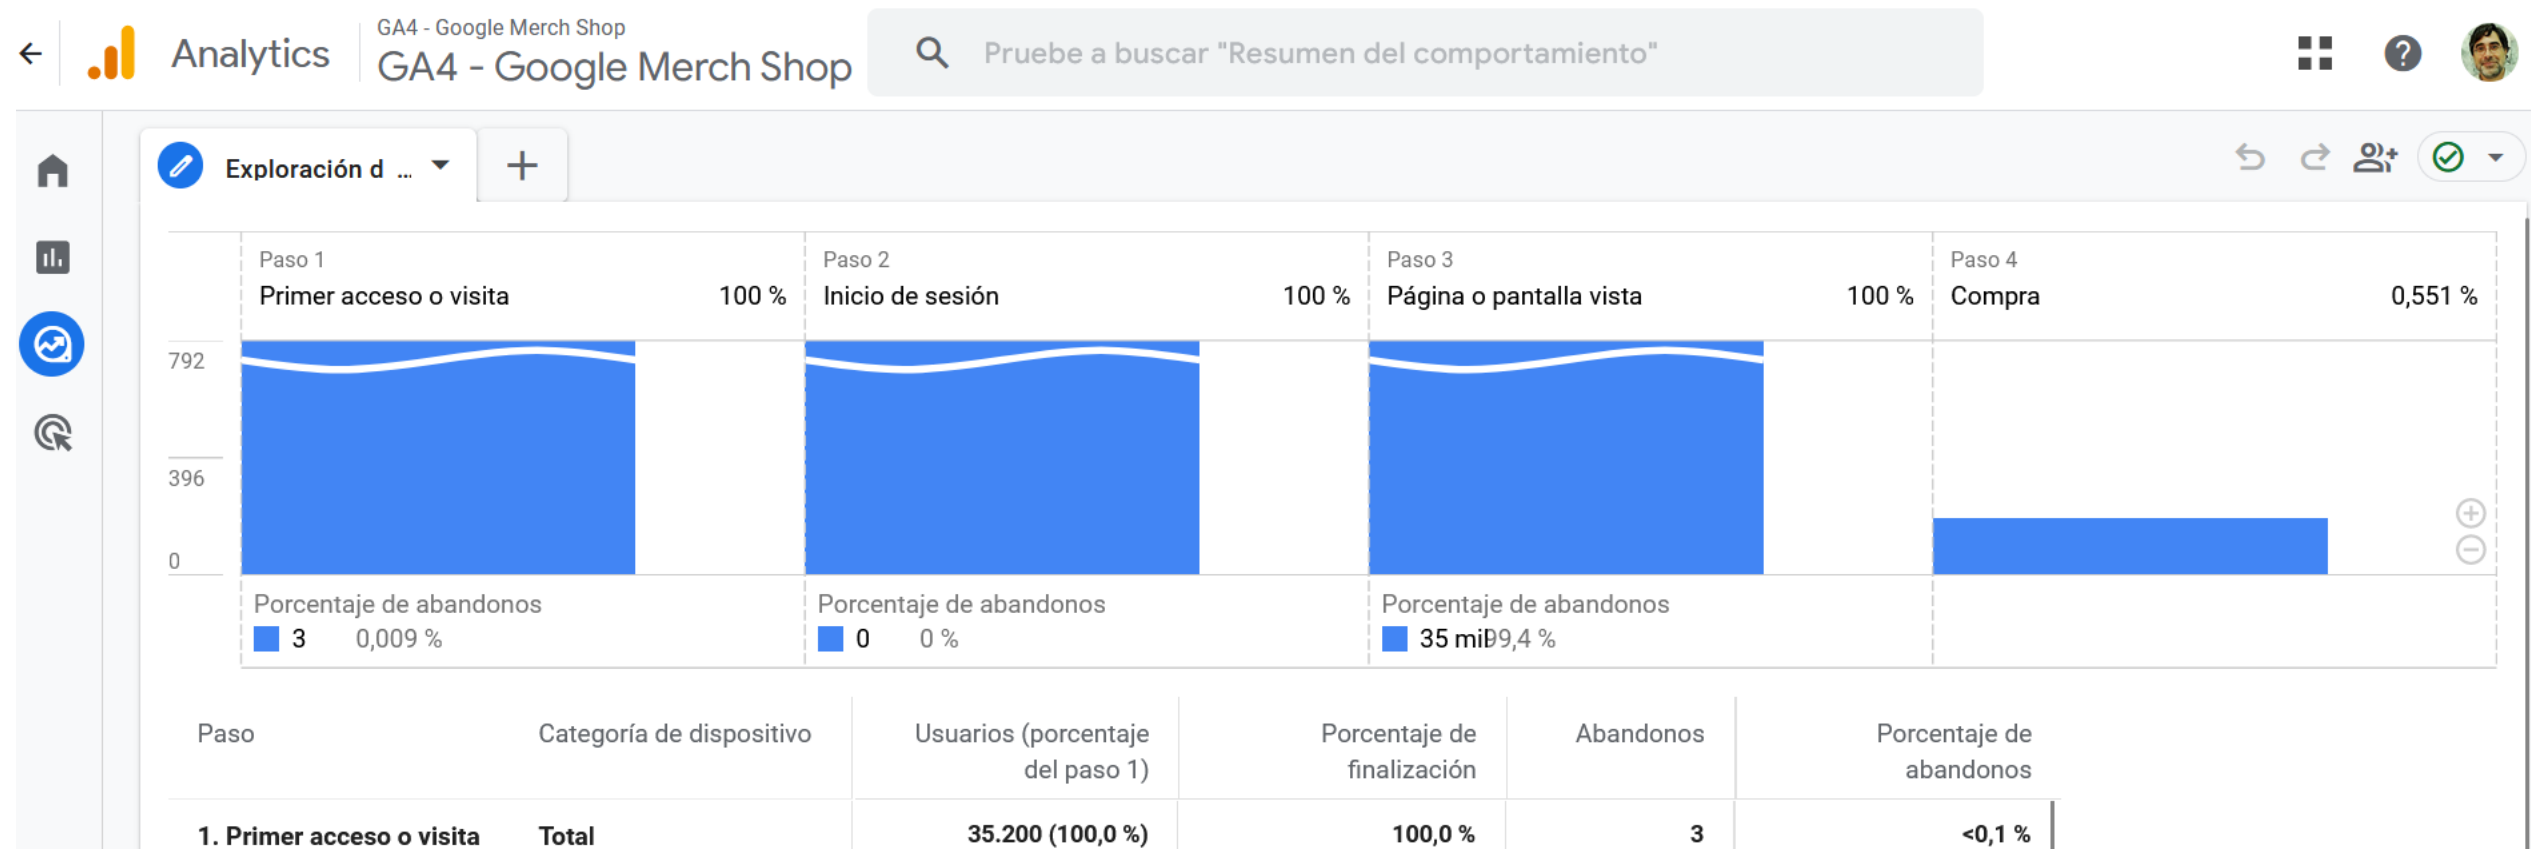 GA4 - Google Merch Shop
Analytics
GA4 - Google Merch Shop
Pruebe a buscar "Resumen del comportamiento"
Exploración d ...
Paso 1
Primer acceso o visita 100 %
Paso 2
Inicio de sesión 100 %
Paso 3
Página o pantalla vista 100 %
Paso 4
Compra 0,551 %
792
396
0
Porcentaje de abandonos
3 0,009 %
Porcentaje de abandonos
0 0 %
Porcentaje de abandonos
35 mil 99,4 %
Paso
Categoría de dispositivo
Usuarios (porcentaje
del paso 1)
Porcentaje de
finalización
Abandonos
Porcentaje de
abandonos
1. Primer acceso o visita Total 35.200 (100,0 %) 100,0 % 3 <0,1 %